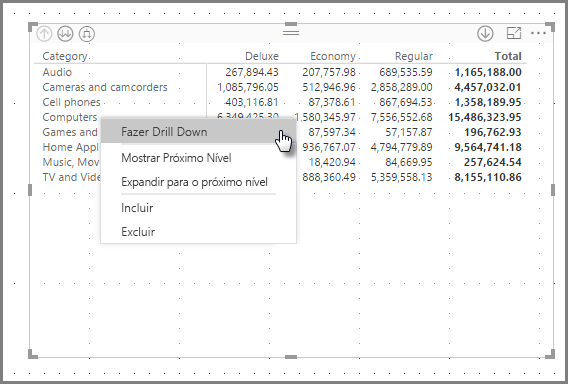 Category Deluxe Economy Regular Total
Audio 267,894.43 207,757.98 689,535.59 1,165,188.00
Cameras and camcorders 1,085,796.05 512,946.96 2,858,289.00 4,457,032.01
Cell phones 403,116.81 87,378.61 867,694.53 1,358,189.95
Computers 6,349,425.30 1,580,345.97 7,556,552.68 15,486,323.95
Games and 87,597.34 57,157.87 196,762.93
Home Appl 936,767.07 4,794,779.89 9,564,741.18
Music, Mov 18,420.94 84,669.95 257,624.54
TV and Vide 888,360.49 5,359,558.13 8,155,110.86
Fazer Drill Down
Mostrar Próximo Nível
Expandir para o próximo nível
Incluir
Excluir